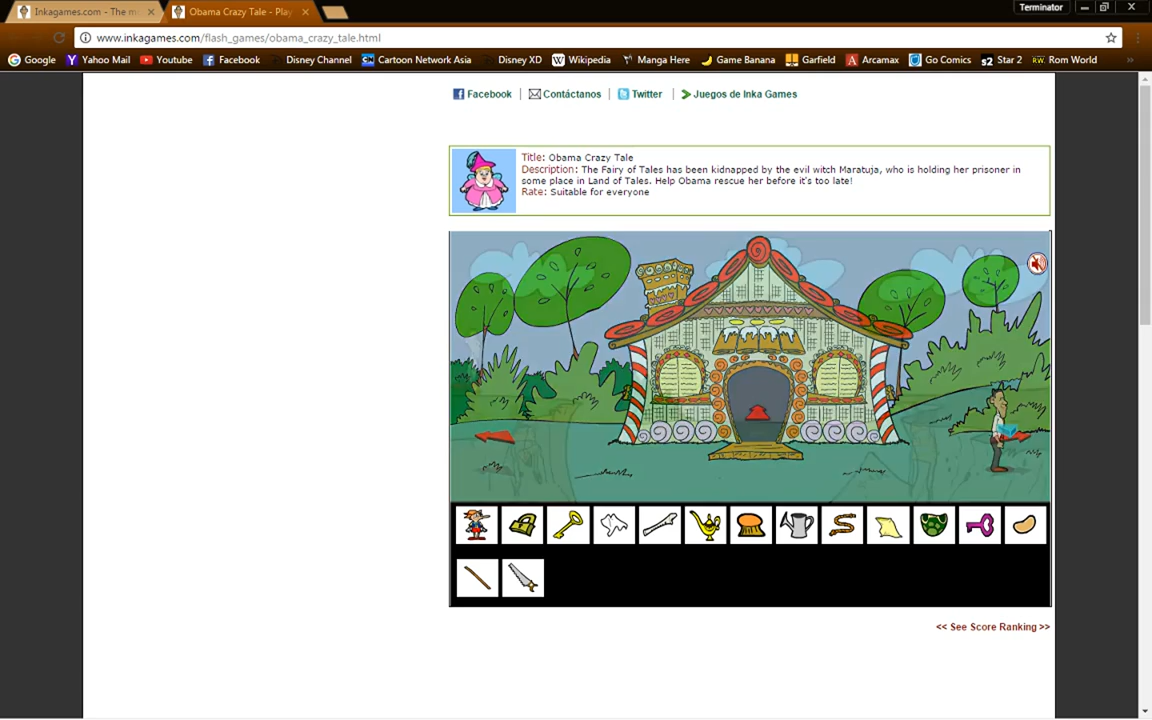 Terminator
Inkagames.com - The m
Obama Crazy Tale - Play
www.inkagames.com/flash_games/obama_crazy_tale.html
Google Yahoo Mail Youtube Facebook Disney Channel Cartoon Network Asia Disney XD Wikipedia Manga Here Game Banana Garfield Arcamax Go Comics Star 2 Rom World
Facebook | Contáctanos | Twitter | Juegos de Inka Games
Title: Obama Crazy Tale
Description: The Fairy of Tales has been kidnapped by the evil witch Maratuja, who is holding her prisoner in
some place in Land of Tales. Help Obama rescue her before it's too late!
Rate: Suitable for everyone
<< See Score Ranking >>